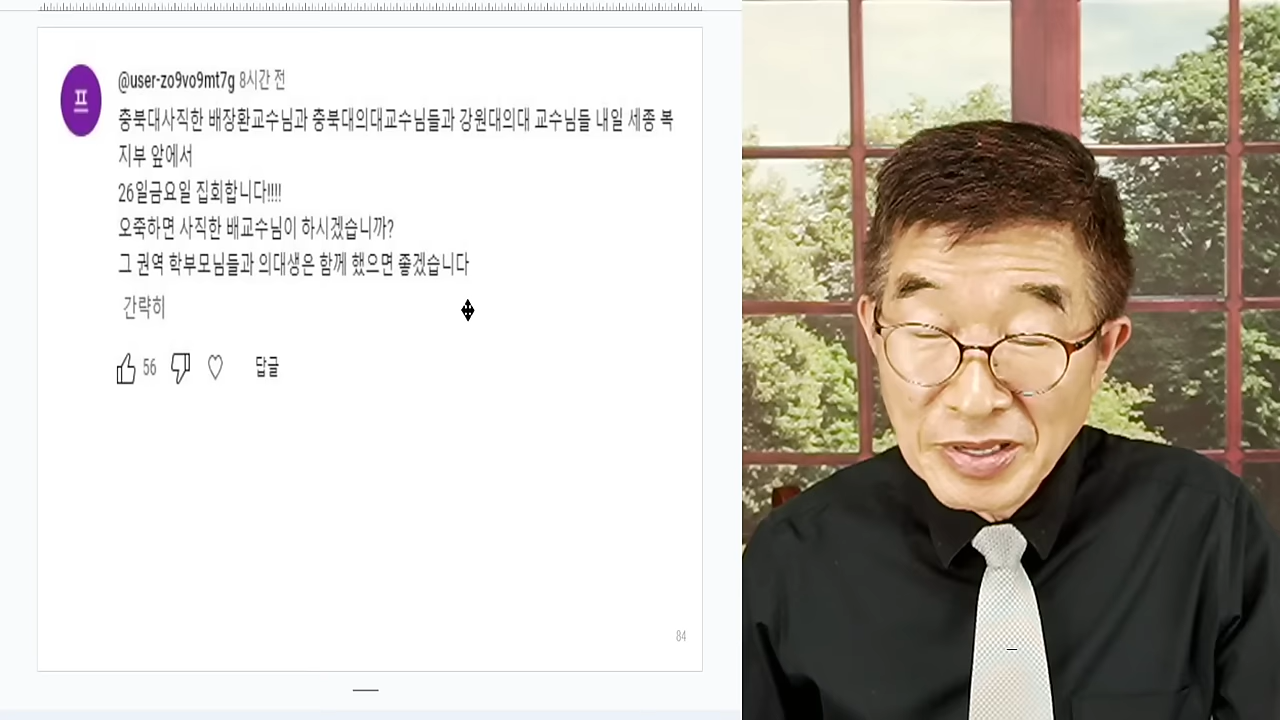 프
@user-zo9vo9mt7g 8시간 전
충북대사직한 배장환교수님과 충북대의대교수님들과 강원대의대 교수님들 내일 세종 복
지부 앞에서
26일금요일 집회합니다!!!!
오죽하면 사직한 배교수님이 하시겠습니까?
그 권역 학부모님들과 의대생은 함께 했으면 좋겠습니다
간략히
56
답글
84